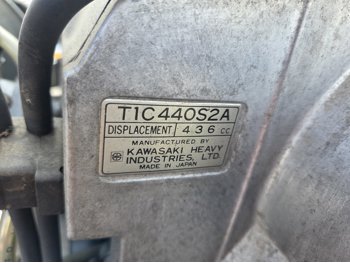 T1C440S2A
DISPLACEMENT 436 CC
MANUFACTURED BY
KAWASAKI HEAVY
INDUSTRIES, LTD.
MADE IN JAPAN